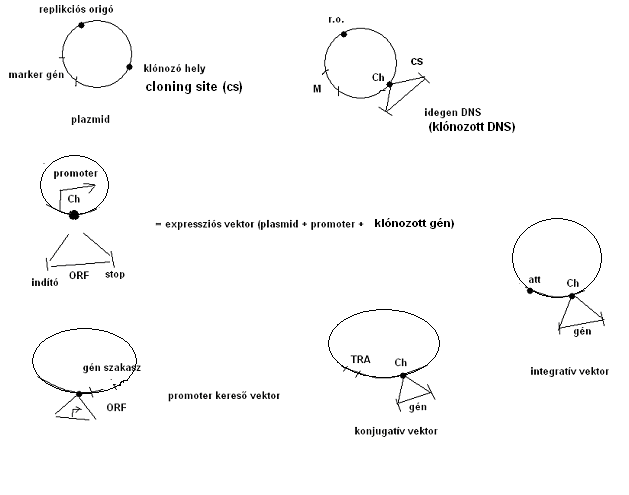 replikciós origó
marker gén
klónozó hely
cloning site (cs)
plazmid
r.o.
M
Ch
cs
idegen DNS
(klónozott DNS)
promoter
Ch
indító
ORF
stop
= expressziós vektor (plasmid + promoter + klónozott gén)
att
Ch
gén
integratív vektor
gén szakasz
ORF
promoter kereső vektor
TRA
Ch
gén
konjugatív vektor